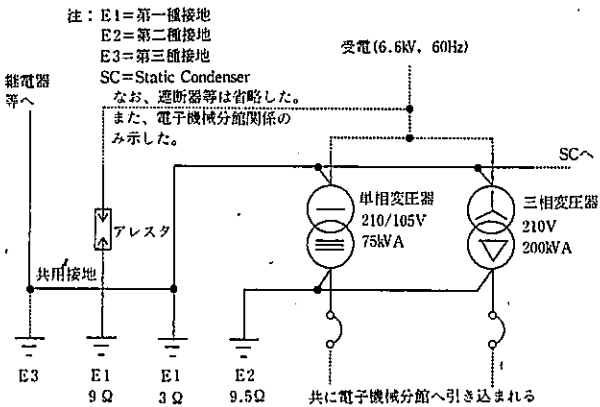 注：E1＝第一種接地
E2＝第二種接地
E3＝第三種接地
SC＝Static Condenser
なお、遮断器等は省略した。
また、電子機械分館関係の
み示した。
受電(6.6kV, 60Hz)
継電器
等へ
SCへ
単相変圧器
210/105V
75kVA
三相変圧器
210V
200kVA
アレスタ
共用接地
E3
E1
9Ω
E1
3Ω
E2
9.5Ω
共に電子機械分館へ引き込まれる